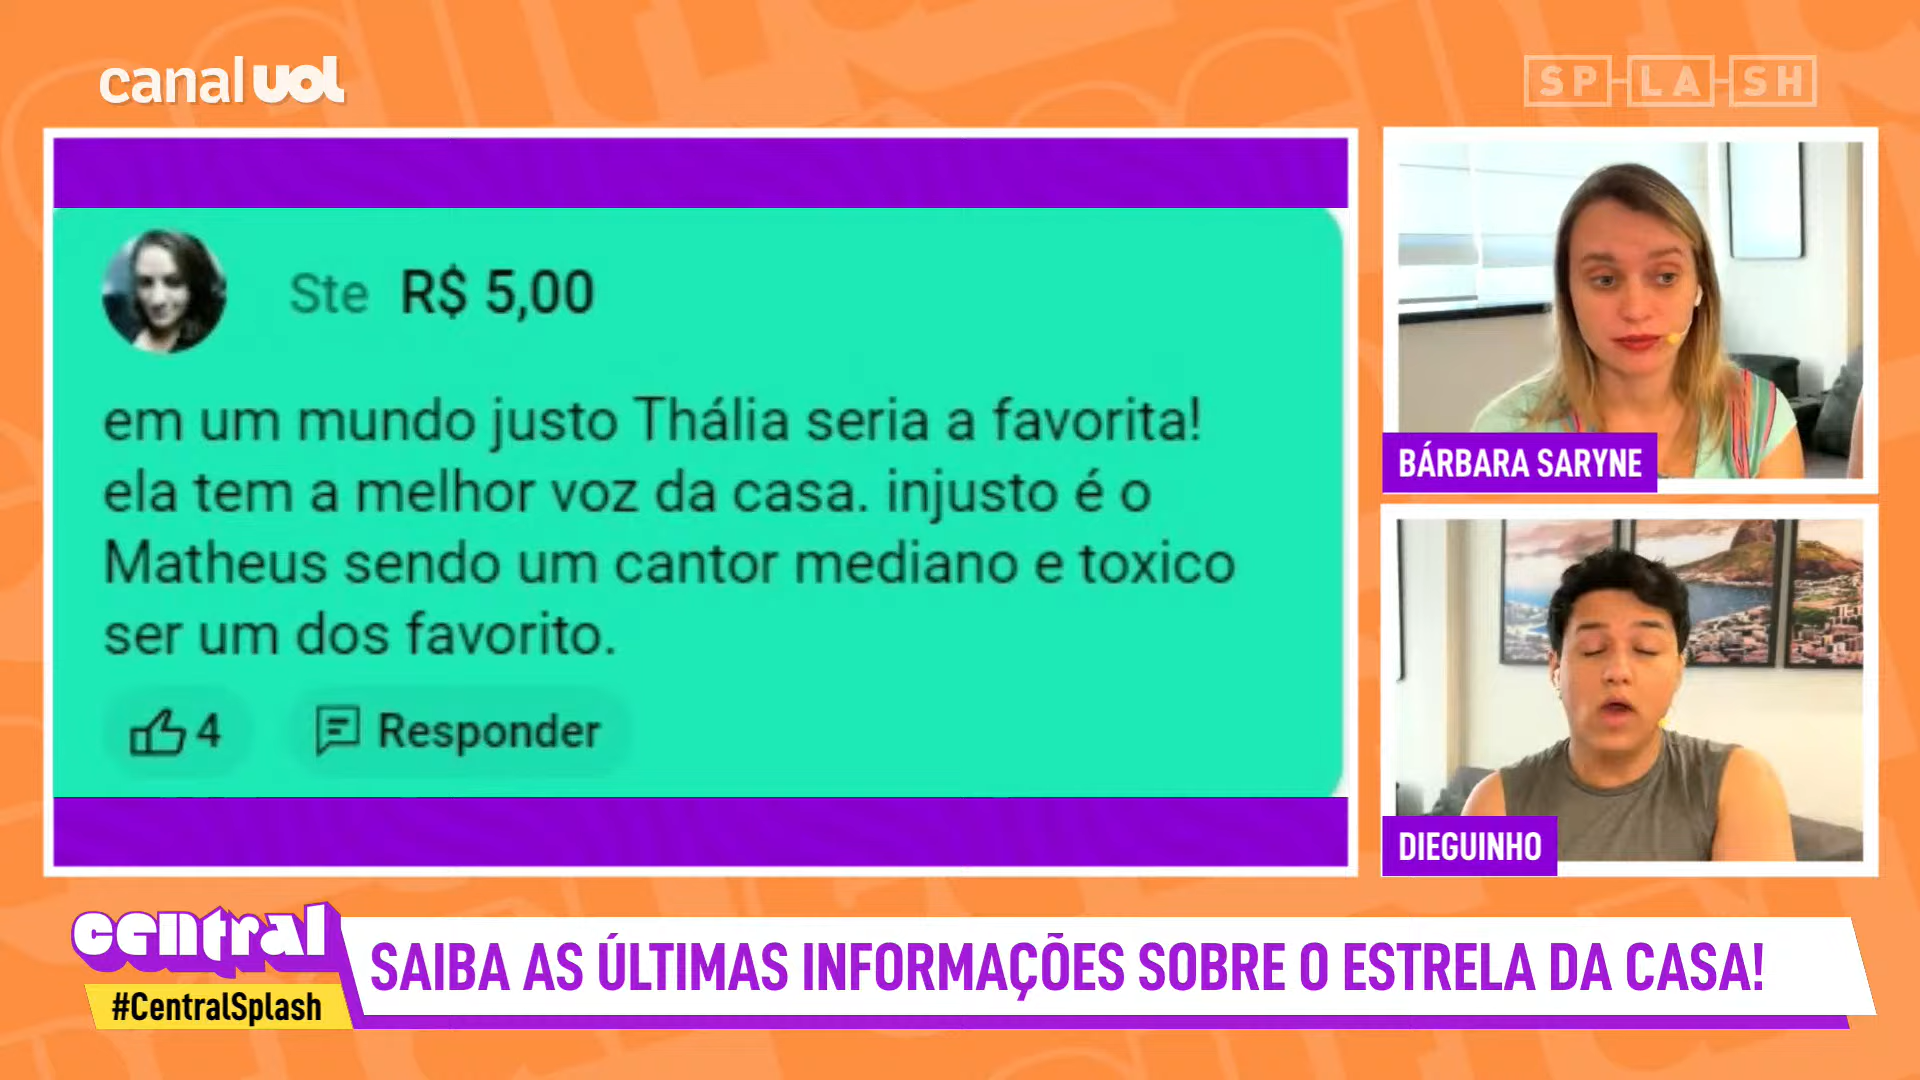 canal uol
SPLASH
Ste R$ 5,00
em um mundo justo Thália seria a favorita!
ela tem a melhor voz da casa. injusto é o
Matheus sendo um cantor mediano e toxico
ser um dos favorito.
4 Responder
BÁRBARA SARYNE
DIEGUINHO
central
#CentralSplash
SAIBA AS ÚLTIMAS INFORMAÇÕES SOBRE O ESTRELA DA CASA!